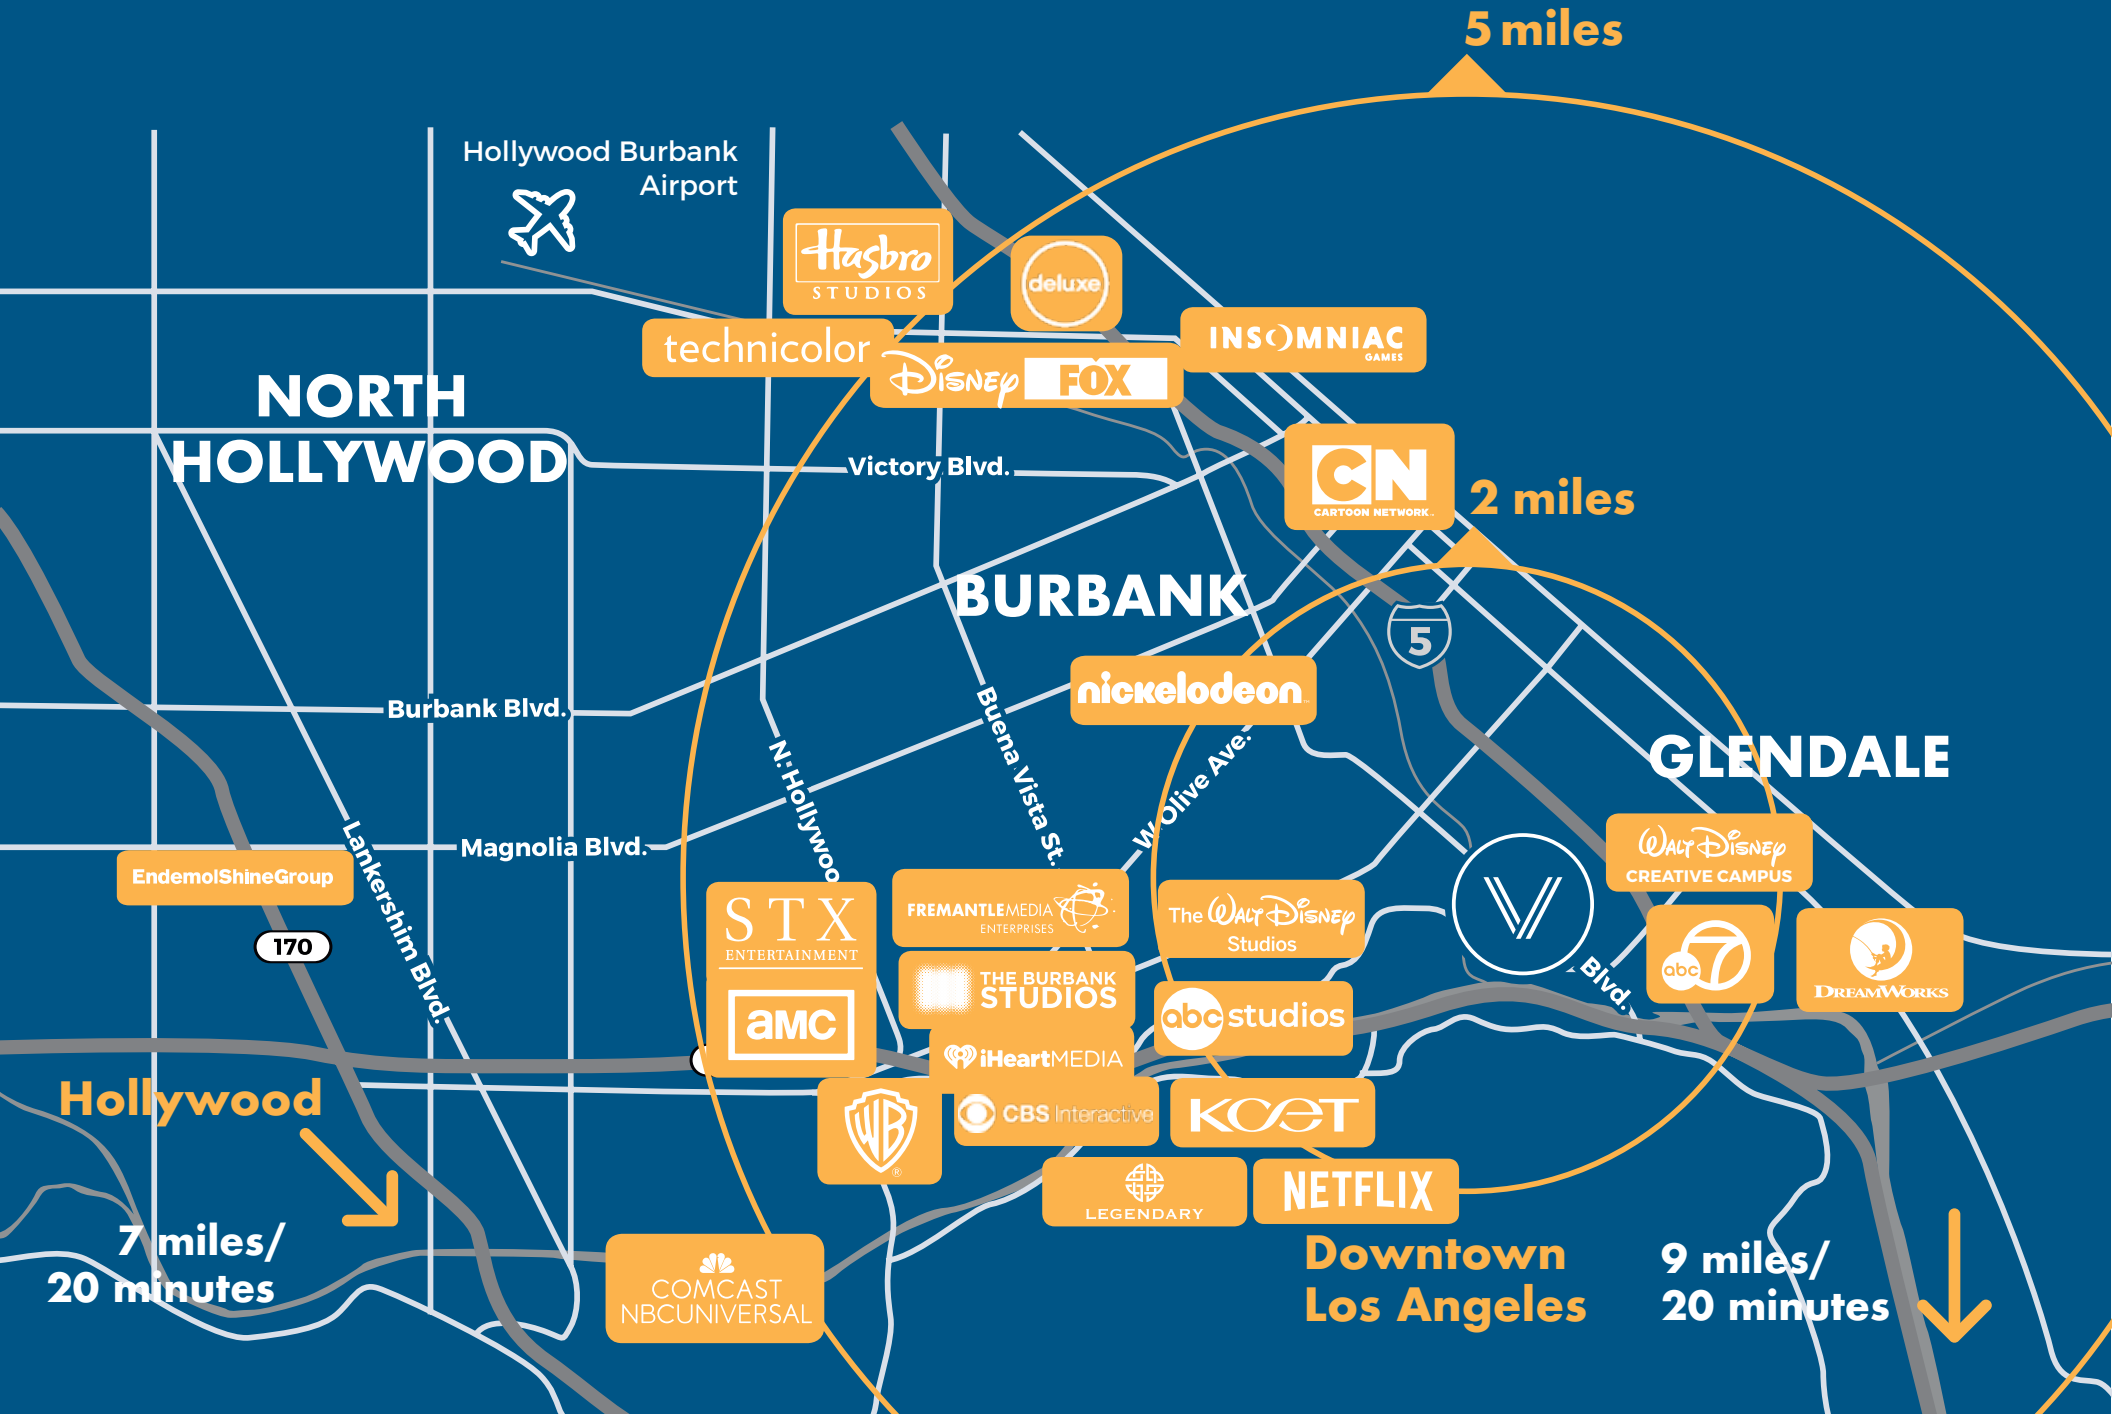 5 miles
Hollywood Burbank
Airport
Hasbro
STUDIOS
deluxe
INSOMNIAC
GAMES
technicolor
DISNEY FOX
NORTH
HOLLYWOOD
Victory Blvd.
CN
CARTOON NETWORK™
2 miles
BURBANK
5
nickelodeon™
Burbank Blvd.
Buena Vista St.
W Olive Ave.
N. Hollywoo
GLENDALE
Magnolia Blvd.
Lankershim Blvd.
EndemolShineGroup
WALT DISNEY
CREATIVE CAMPUS
STX
ENTERTAINMENT
FREMANTLEMEDIA
ENTERPRISES
The WALT DISNEY
Studios
V
170
abc 7
DREAMWORKS
THE BURBANK
STUDIOS
Blvd.
aMC
abc studios
iHeartMEDIA
Hollywood
WB®
CBS Interactive
KCET
LEGENDARY
NETFLIX
7 miles/
20 minutes
COMCAST
NBCUNIVERSAL
Downtown
Los Angeles
9 miles/
20 minutes